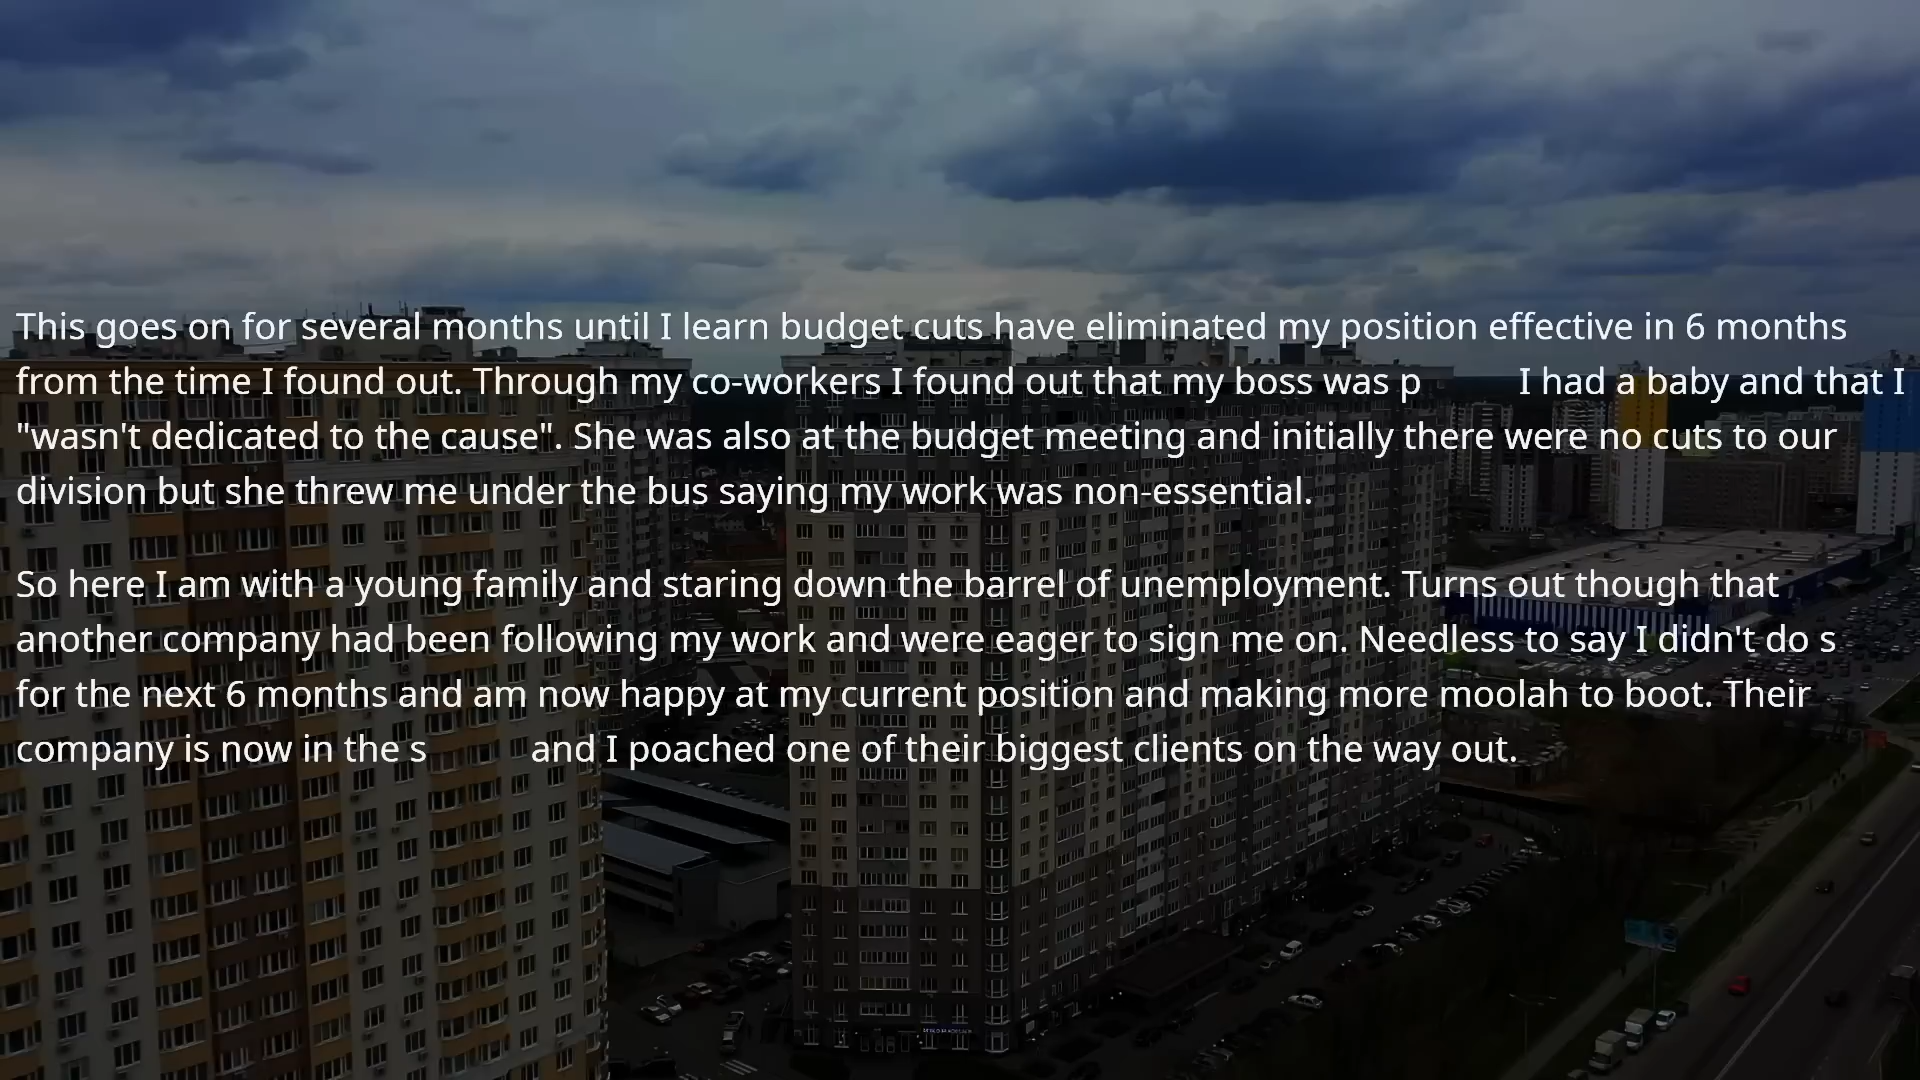 This goes on for several months until I learn budget cuts have eliminated my position effective in 6 months
from the time I found out. Through my co-workers I found out that my boss was p I had a baby and that I
"wasn't dedicated to the cause". She was also at the budget meeting and initially there were no cuts to our
division but she threw me under the bus saying my work was non-essential.
So here I am with a young family and staring down the barrel of unemployment. Turns out though that
another company had been following my work and were eager to sign me on. Needless to say I didn't do s
for the next 6 months and am now happy at my current position and making more moolah to boot. Their
company is now in the s and I poached one of their biggest clients on the way out.